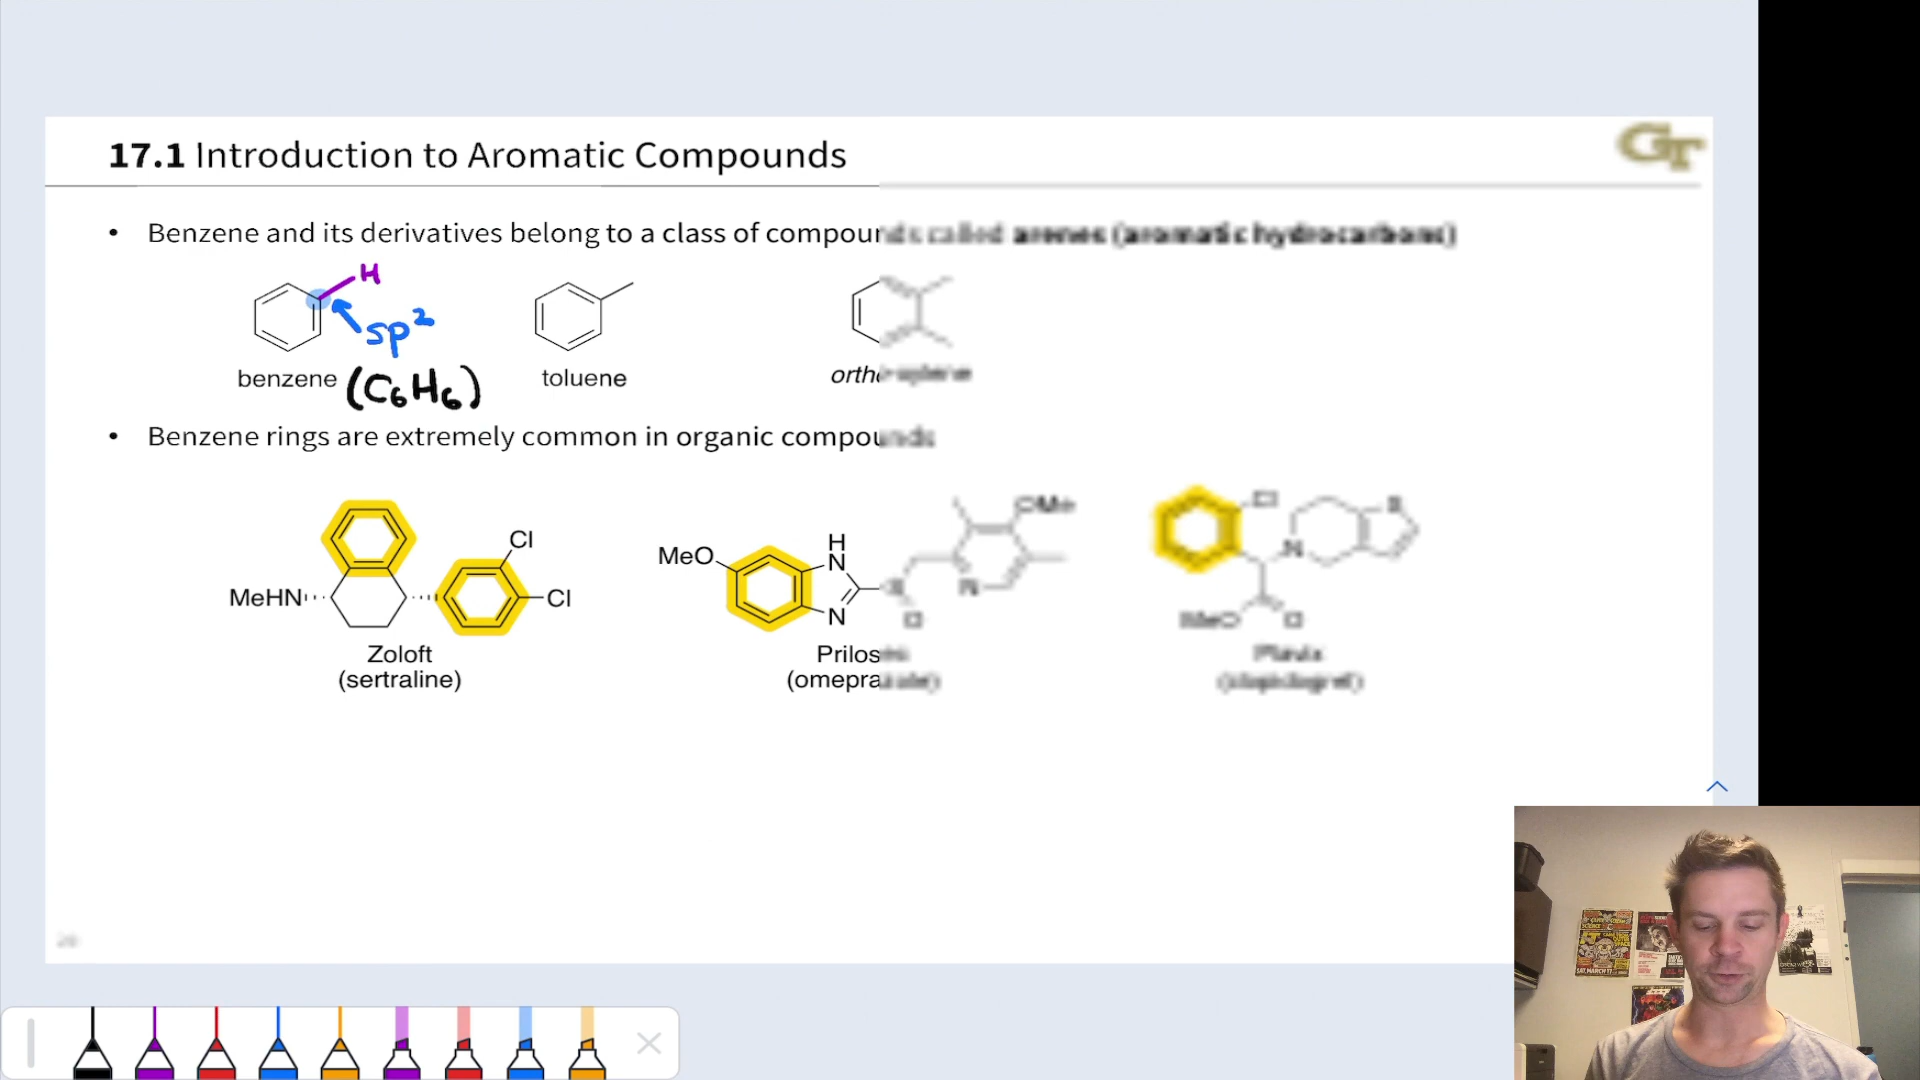 17.1 Introduction to Aromatic Compounds
GT
• Benzene and its derivatives belong to a class of compounds called arenes (aromatic hydrocarbons)
H
sp²
benzene (C₆H₆) toluene ortho-xylene
• Benzene rings are extremely common in organic compounds
Cl OMe Cl S
MeO H N N
MeHN Cl S N
N O MeO O
Zoloft Prilosec Plavix
(sertraline) (omeprazole) (clopidogrel)